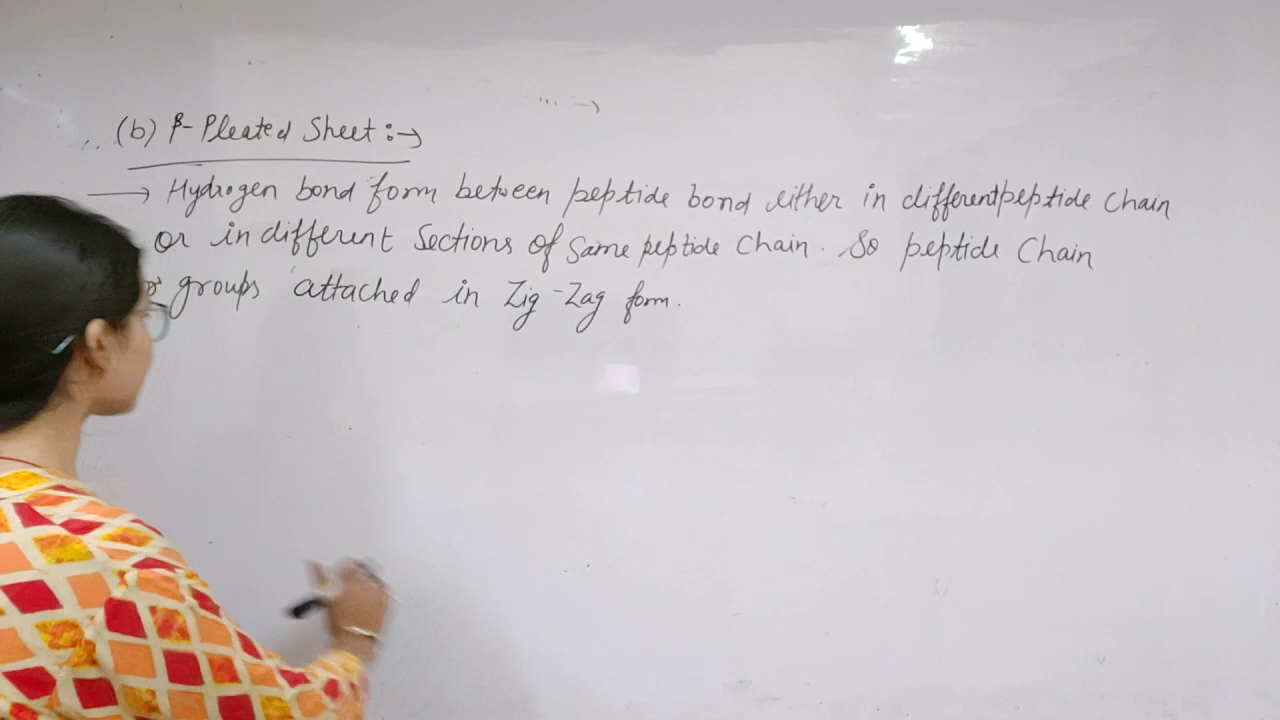 (b) β- Pleated Sheet :→
→ Hydrogen bond form between peptide bond either in different peptide chain
or in different sections of same peptide chain. So peptide chain
groups attached in Zig-Zag form.